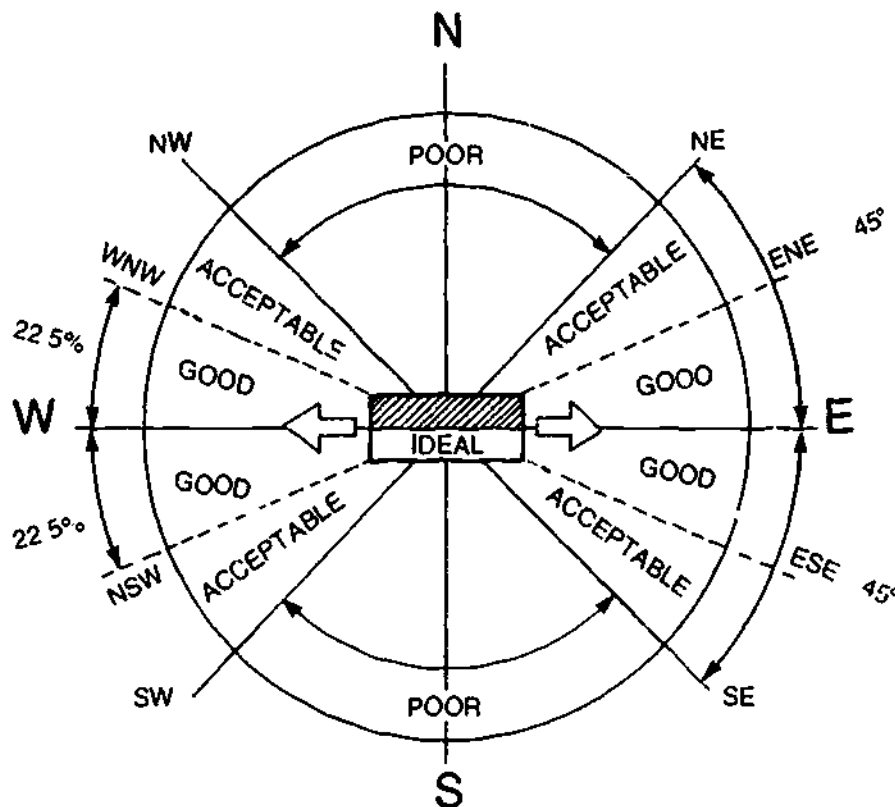 N
NW
POOR
NE
45°
WNW
ACCEPTABLE
ACCEPTABLE
ENE
22 5%
GOOD
GOOO
W
IDEAL
E
GOOD
GOOD
22 5%
NSW
ACCEPTABLE
ACCEPTABLE
ESE
45°
SW
POOR
SE
S